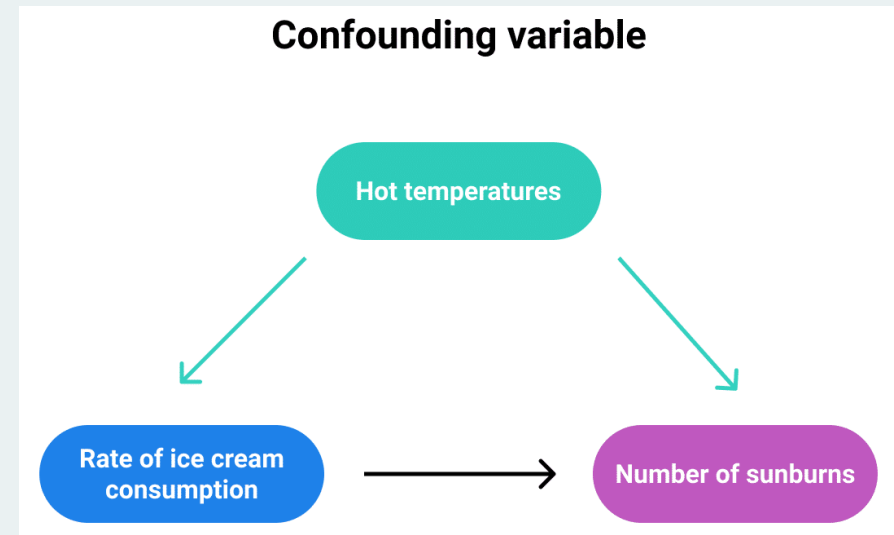 Confounding variable
Hot temperatures
Rate of ice cream
consumption
Number of sunburns